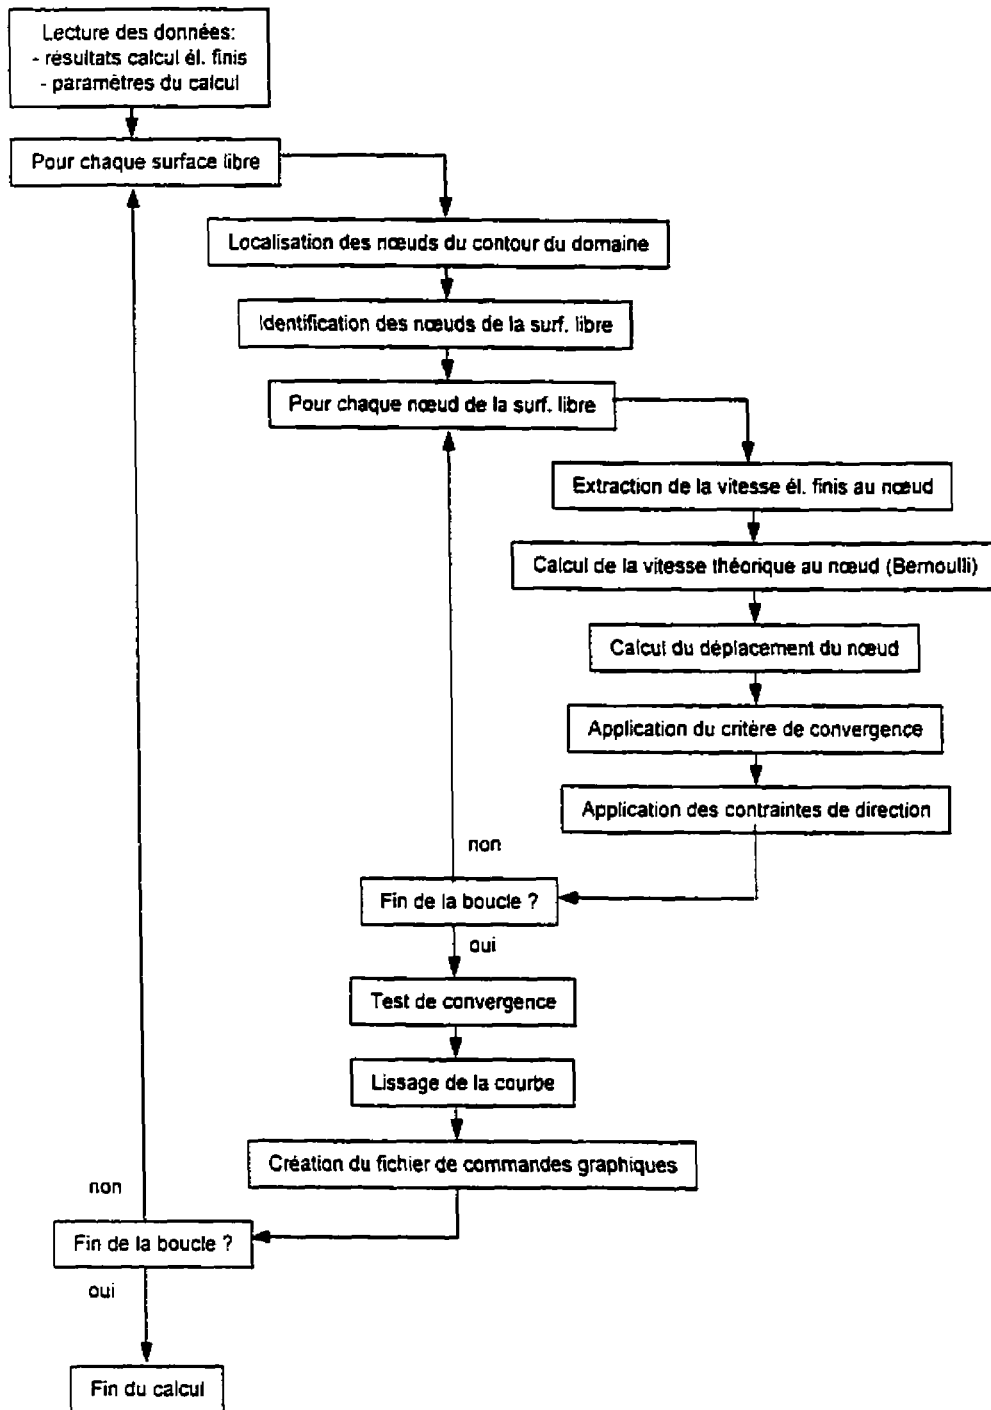 Lecture des données:
- résultats calcul él. finis
- paramètres du calcul
Pour chaque surface libre
Localisation des nœuds du contour du domaine
Identification des nœuds de la surf. libre
Pour chaque nœud de la surf. libre
Extraction de la vitesse él. finis au nœud
Calcul de la vitesse théorique au nœud (Bernoulli)
Calcul du déplacement du nœud
Application du critère de convergence
Application des contraintes de direction
non
Fin de la boucle ?
oui
Test de convergence
Lissage de la courbe
Création du fichier de commandes graphiques
non
Fin de la boucle ?
oui
Fin du calcul